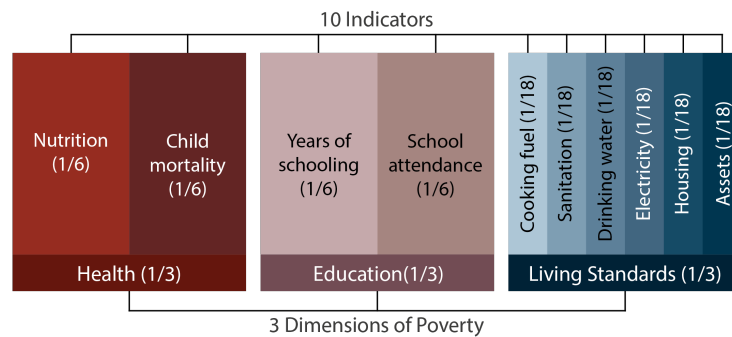 10 Indicators
Nutrition
(1/6)
Child
mortality
(1/6)
Years of
schooling
(1/6)
School
attendance
(1/6)
Cooking fuel (1/18)
Sanitation (1/18)
Drinking water (1/18)
Electricity (1/18)
Housing (1/18)
Assets (1/18)
Health (1/3)
Education(1/3)
Living Standards (1/3)
3 Dimensions of Poverty